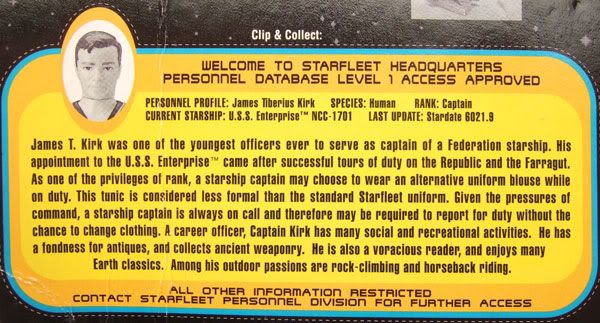 Clip & Collect:
WELCOME TO STARFLEET HEADQUARTERS
PERSONNEL DATABASE LEVEL 1 ACCESS APPROVED
PERSONNEL PROFILE: James Tiberius Kirk SPECIES: Human RANK: Captain
CURRENT STARSHIP: U.S.S. Enterprise™ NCC-1701 LAST UPDATE: Stardate 6021.9
James T. Kirk was one of the youngest officers ever to serve as captain of a Federation starship. His
appointment to the U.S.S. Enterprise™ came after successful tours of duty on the Republic and the Farragut.
As one of the privileges of rank, a starship captain may choose to wear an alternative uniform blouse while
on duty. This tunic is considered less formal than the standard Starfleet uniform. Given the pressures of
command, a starship captain is always on call and therefore may be required to report for duty without the
chance to change clothing. A career officer, Captain Kirk has many social and recreational activities. He has
a fondness for antiques, and collects ancient weaponry. He is also a voracious reader, and enjoys many
Earth classics. Among his outdoor passions are rock-climbing and horseback riding.
ALL OTHER INFORMATION RESTRICTED
CONTACT STARFLEET PERSONNEL DIVISION FOR FURTHER ACCESS